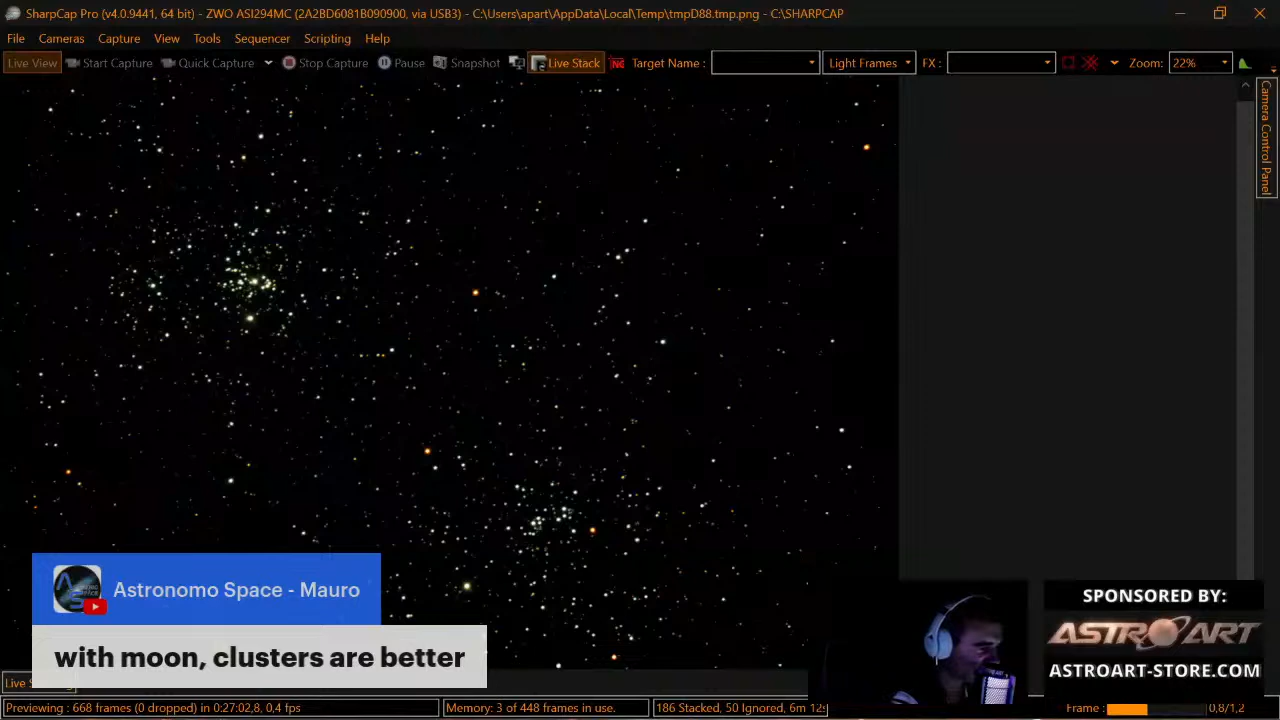 SharpCap Pro (v4.0.9441, 64 bit) - ZWO ASI294MC (2A2BD6081B090900, via USB3) - C:\Users\apart\AppData\Local\Temp\tmpD88.tmp.png - C:\SHARPCAP
File Cameras Capture View Tools Sequencer Scripting Help
Live View Start Capture Quick Capture Stop Capture Pause Snapshot Live Stack NG Target Name : Light Frames FX : Zoom: 22%
Camera Control Panel
Astronomo Space - Mauro
with moon, clusters are better
SPONSORED BY:
ASTROART
ASTROART-STORE.COM
Live
Previewing : 668 frames (0 dropped) in 0:27:02,8, 0,4 fps Memory: 3 of 448 frames in use. 186 Stacked, 50 Ignored, 6m 12s Frame : 0,8/1,2